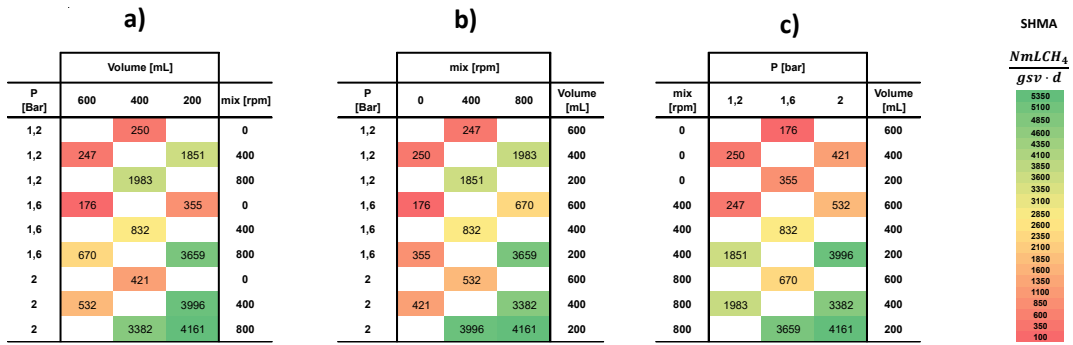 a)
Volume [mL]
P [Bar] 600 400 200 mix [rpm]
1,2 250 0
1,2 247 1851 400
1,2 1983 800
1,6 176 355 0
1,6 832 400
1,6 670 3659 800
2 421 0
2 532 3996 400
2 3382 4161 800
b)
mix [rpm]
P [Bar] 0 400 800 Volume [mL]
1,2 247 600
1,2 250 1983 400
1,2 1851 200
1,6 176 670 600
1,6 832 400
1,6 355 3659 200
2 532 600
2 421 3382 400
2 3996 4161 200
c)
P [bar]
mix [rpm] 1,2 1,6 2 Volume [mL]
0 176 600
0 250 421 400
0 355 200
400 247 532 600
400 832 400
400 1851 3996 200
800 670 600
800 1983 3382 400
800 3659 4161 200
SHMA
NmLCH₄
gsv · d
5350
5100
4850
4600
4350
4100
3850
3600
3350
3100
2850
2600
2350
2100
1850
1600
1350
1100
850
600
350
100